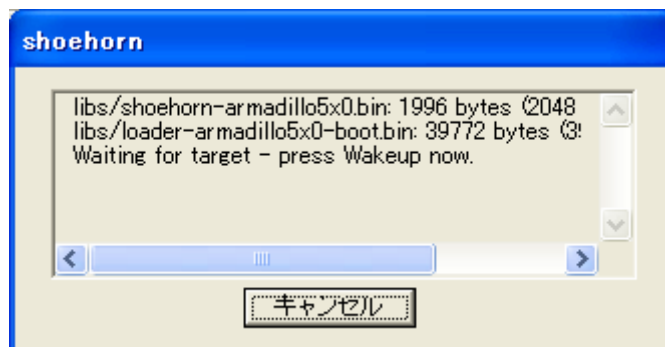 shoehorn
libs/shoehorn-armadillo5x0.bin: 1996 bytes (2048
libs/loader-armadillo5x0-boot.bin: 39772 bytes (3
Waiting for target - press Wakeup now.
キャンセル